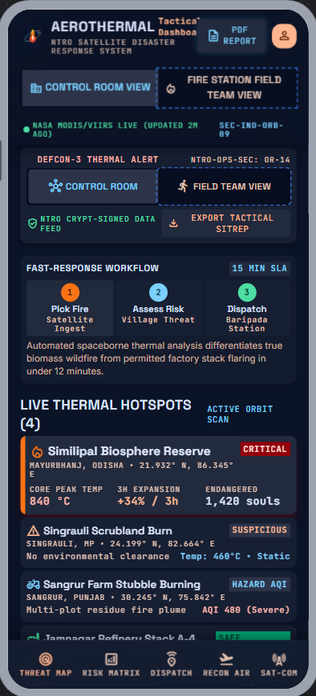 AEROTHERMAL
Tactical
Dashboa
NTRO SATELLITE DISASTER
RESPONSE SYSTEM
PDF
REPORT
CONTROL ROOM VIEW
FIRE STATION FIELD
TEAM VIEW
NASA MODIS/VIIRS LIVE (UPDATED 2M
AGO)
SEC-IND-ORB-
09
DEFCON-3 THERMAL ALERT
NTRO-OPS-SEC: OR-14
CONTROL ROOM
FIELD TEAM VIEW
NTRO CRYPT-SIGNED DATA
FEED
EXPORT TACTICAL
SITREP
FAST-RESPONSE WORKFLOW
15 MIN SLA
1
Pick Fire
Satellite
Ingest
2
Assess Risk
Village Threat
3
Dispatch
Baripada
Station
Automated spaceborne thermal analysis differentiates true
biomass wildfire from permitted factory stack flaring in
under 12 minutes.
LIVE THERMAL HOTSPOTS
(4)
ACTIVE ORBIT
SCAN
Similipal Biosphere Reserve
CRITICAL
MAYURBHANJ, ODISHA • 21.932° N, 86.345°
E
CORE PEAK TEMP
840 °C
3H EXPANSION
+34% / 3h
ENDANGERED
1,420 souls
Singrauli Scrubland Burn
SUSPICIOUS
SINGRAULI, MP • 24.199° N, 82.664° E
No environmental clearance
Temp: 460°C • Static
Sangrur Farm Stubble Burning
HAZARD AQI
SANGRUR, PUNJAB • 30.245° N, 75.842° E
Multi-plot residue fire plume
AQI 480 (Severe)
Jamnagar Refinery Stack A-4
SAFE
THREAT MAP
RISK MATRIX
DISPATCH
RECON AIR
SAT-COM